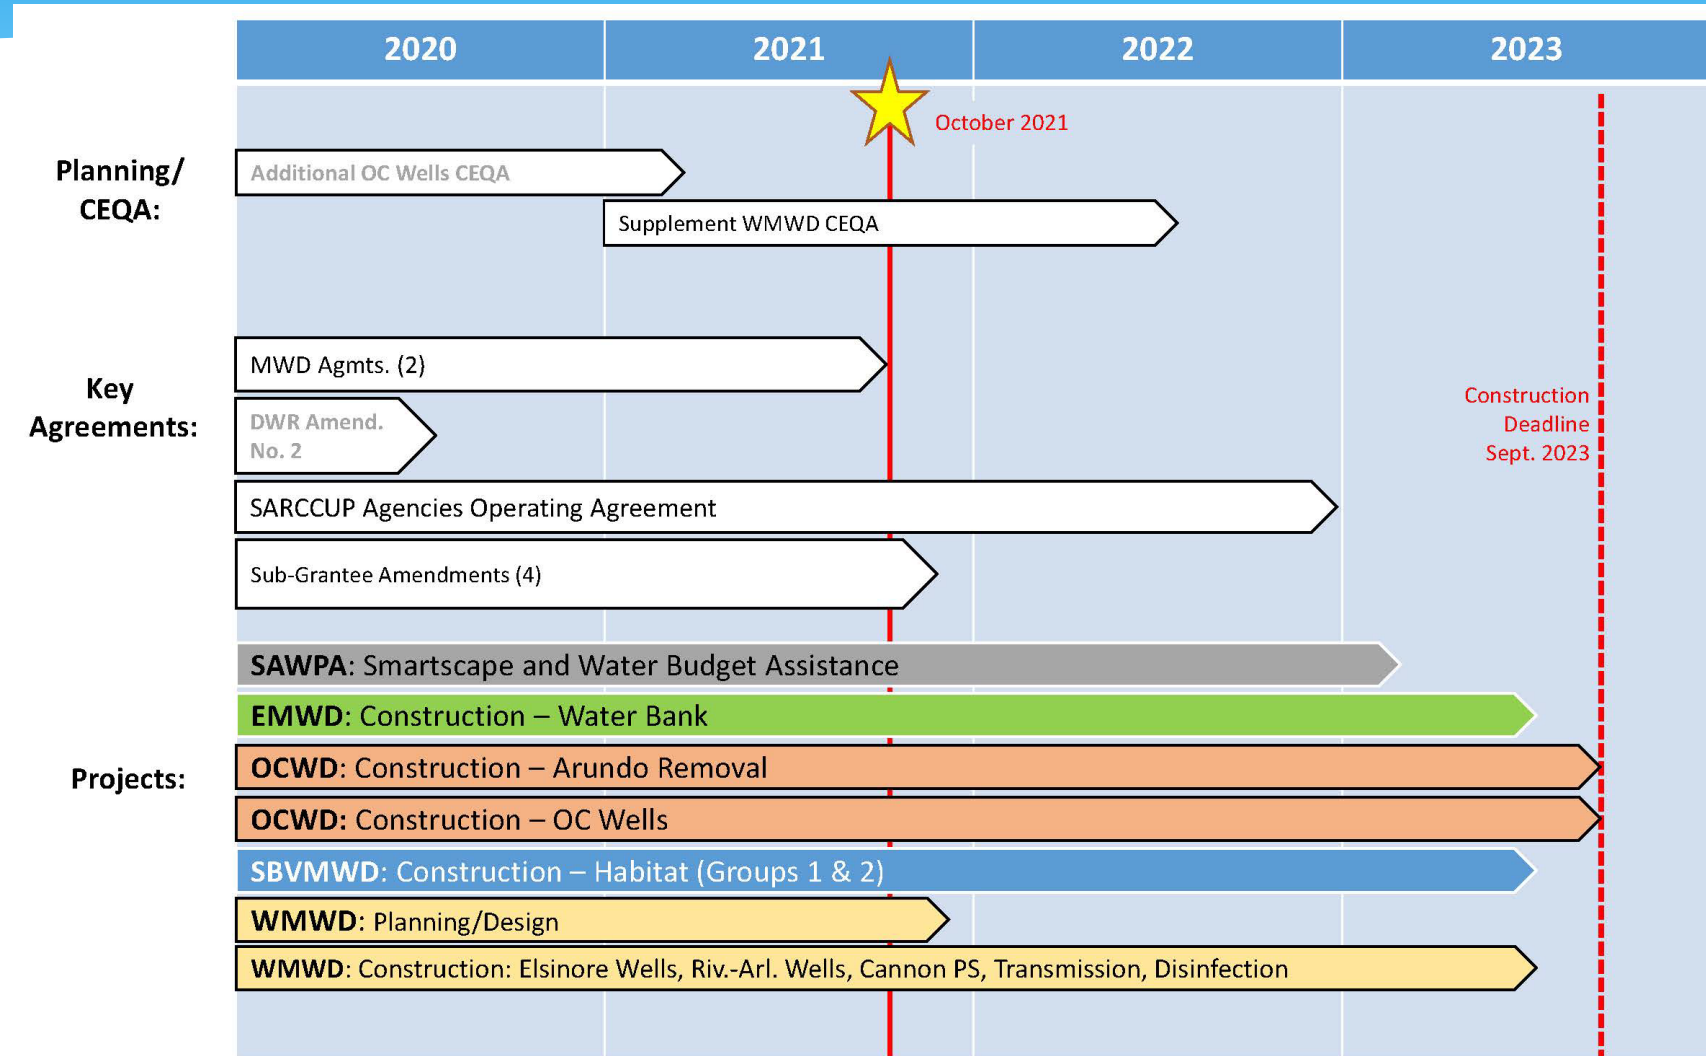 2020
2021
2022
2023
October 2021
Planning/
CEQA:
Additional OC Wells CEQA
Supplement WMWD CEQA
Key
Agreements:
MWD Agmts. (2)
DWR Amend.
No. 2
SARCCUP Agencies Operating Agreement
Sub-Grantee Amendments (4)
Construction
Deadline
Sept. 2023
Projects:
SAWPA: Smartscape and Water Budget Assistance
EMWD: Construction – Water Bank
OCWD: Construction – Arundo Removal
OCWD: Construction – OC Wells
SBVMWD: Construction – Habitat (Groups 1 & 2)
WMWD: Planning/Design
WMWD: Construction: Elsinore Wells, Riv.-Arl. Wells, Cannon PS, Transmission, Disinfection